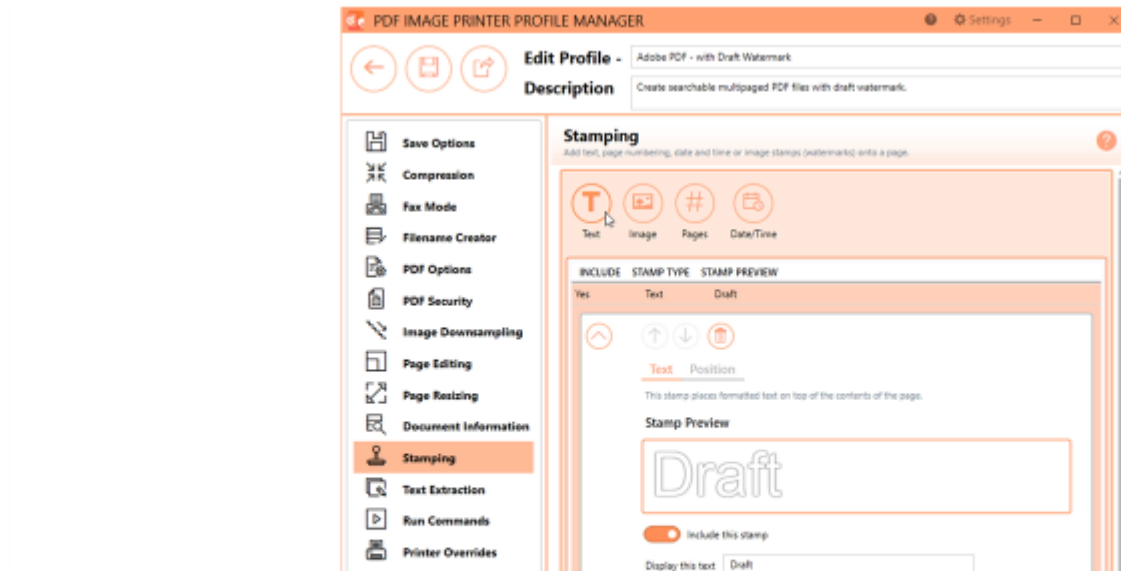 PDF IMAGE PRINTER PROFILE MANAGER
Settings
Edit Profile - Adobe PDF - with Draft Watermark
Description Create searchable multipaged PDF files with draft watermark.
Save Options
Compression
Fax Mode
Filename Creator
PDF Options
PDF Security
Image Downsampling
Page Editing
Page Resizing
Document Information
Stamping
Text Extraction
Run Commands
Printer Overrides
Stamping
Add text, page numbering, date and time or image stamps (watermarks) onto a page.
T #
Text Image Pages Date/Time
INCLUDE STAMP TYPE STAMP PREVIEW
Yes Text Draft
Text Position
This stamp places formatted text on top of the contents of the page.
Stamp Preview
Draft
Include this stamp
Display this text Draft